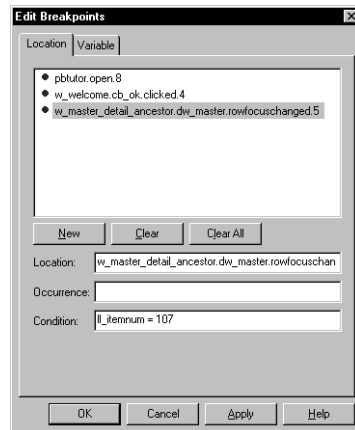 Edit Breakpoints
Location Variable
pbtutor.open.8
w_welcome.cb_ok.clicked.4
w_master_detail_ancestor.dw_master.rowfocuschanged.5
New Clear Clear All
Location: w_master_detail_ancestor.dw_master.rowfocuschan
Occurrence:
Condition: ll_itemnum = 107
OK Cancel Apply Help